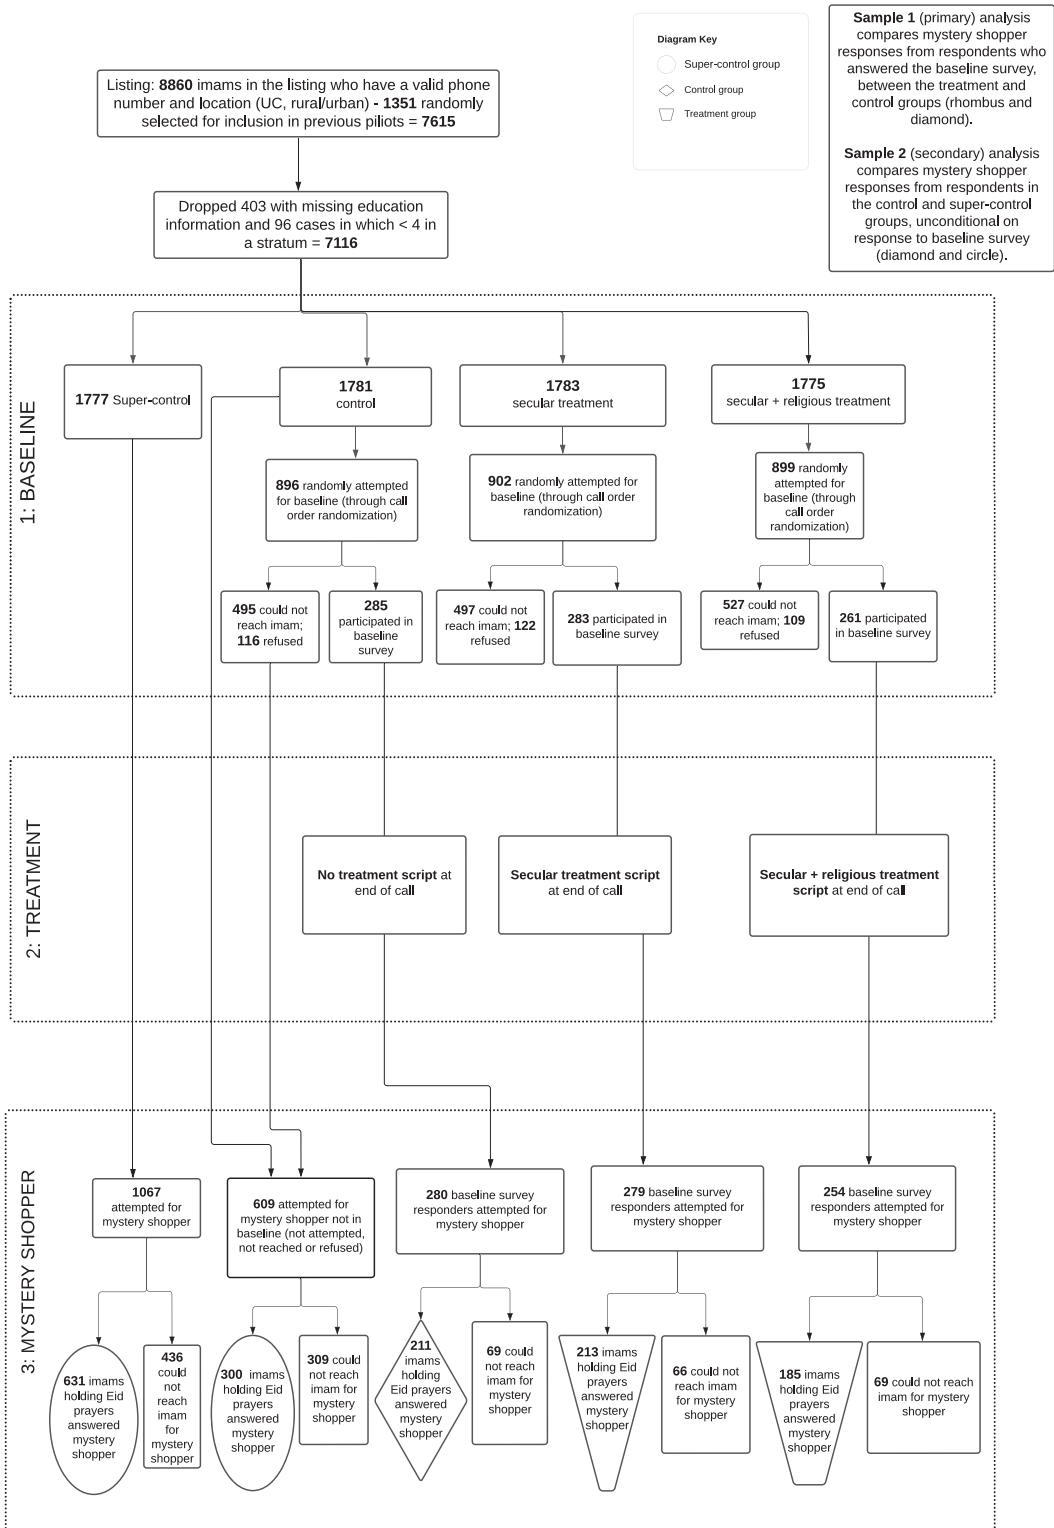 Diagram Key
Super-control group
Control group
Treatment group
Sample 1 (primary) analysis
compares mystery shopper
responses from respondents who
answered the baseline survey,
between the treatment and
control groups (rhombus and
diamond).
Sample 2 (secondary) analysis
compares mystery shopper
responses from respondents in
the control and super-control
groups, unconditional on
response to baseline survey
(diamond and circle).
Listing: 8860 imams in the listing who have a valid phone
number and location (UC, rural/urban) - 1351 randomly
selected for inclusion in previous piliots = 7615
Dropped 403 with missing education
information and 96 cases in which < 4 in
a stratum = 7116
1: BASELINE
1777 Super-control
1781
control
1783
secular treatment
1775
secular + religious treatment
896 randomly attempted
for baseline (through call
order randomization)
902 randomly attempted for
baseline (through call order
randomization)
899 randomly
attempted for
baseline (through
call order
randomization)
495 could not
reach imam;
116 refused
285
participated in
baseline
survey
497 could not
reach imam; 122
refused
283 participated in
baseline survey
527 could not
reach imam; 109
refused
261 participated
in baseline survey
2: TREATMENT
No treatment script at
end of call
Secular treatment script
at end of call
Secular + religious treatment
script at end of call
3: MYSTERY SHOPPER
1067
attempted for
mystery shopper
609 attempted for
mystery shopper not in
baseline (not attempted,
not reached or refused)
280 baseline survey
responders attempted for
mystery shopper
279 baseline survey
responders attempted for
mystery shopper
254 baseline survey
responders attempted for
mystery shopper
631 imams
holding Eid
prayers
answered
mystery
shopper
436
could
not
reach
imam
for
mystery
shopper
300 imams
holding Eid
prayers
answered
mystery
shopper
309 could
not reach
imam for
mystery
shopper
211
imams
holding
Eid prayers
answered
mystery
shopper
69 could
not reach
imam for
mystery
shopper
213 imams
holding Eid
prayers
answered
mystery
shopper
66 could not
reach imam
for mystery
shopper
185 imams
holding Eid
prayers
answered
mystery
shopper
69 could not reach
imam for mystery
shopper